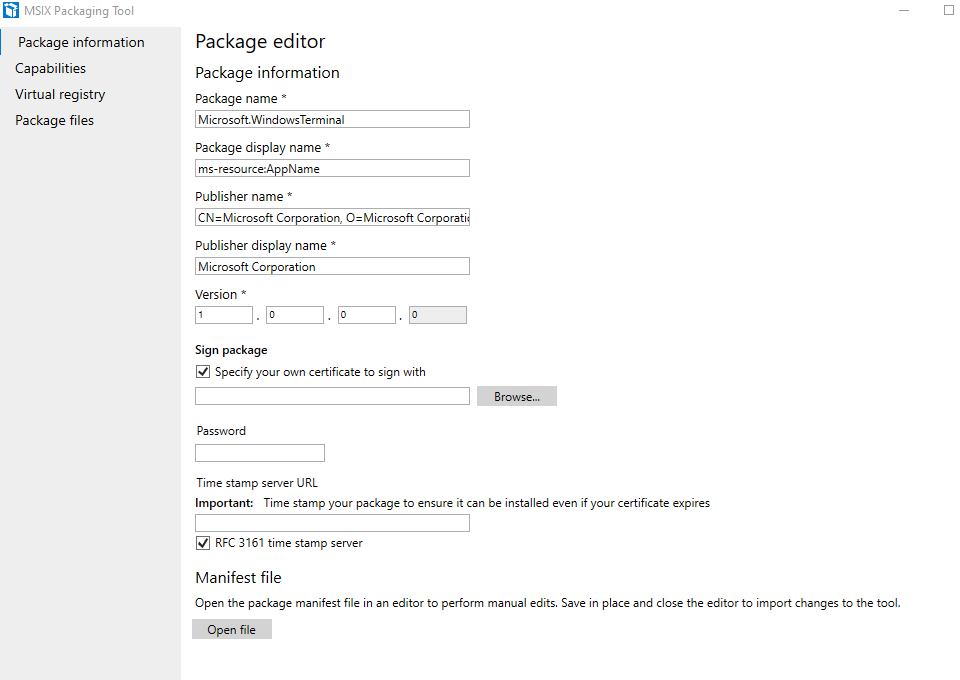 MSIX Packaging Tool
Package information
Capabilities
Virtual registry
Package files
Package editor
Package information
Package name *
Microsoft.WindowsTerminal
Package display name *
ms-resource:AppName
Publisher name *
CN=Microsoft Corporation, O=Microsoft
Publisher display name *
Microsoft Corporation
Version *
1 . 0 . 0 . 0
Sign package
Specify your own certificate to sign with
Browse...
Password
Time stamp server URL
Important: Time stamp your package to ensure it can be installed even if your certificate expires
RFC 3161 time stamp server
Manifest file
Open the package manifest file in an editor to perform manual edits. Save in place and close the editor to import changes to the tool.
Open file